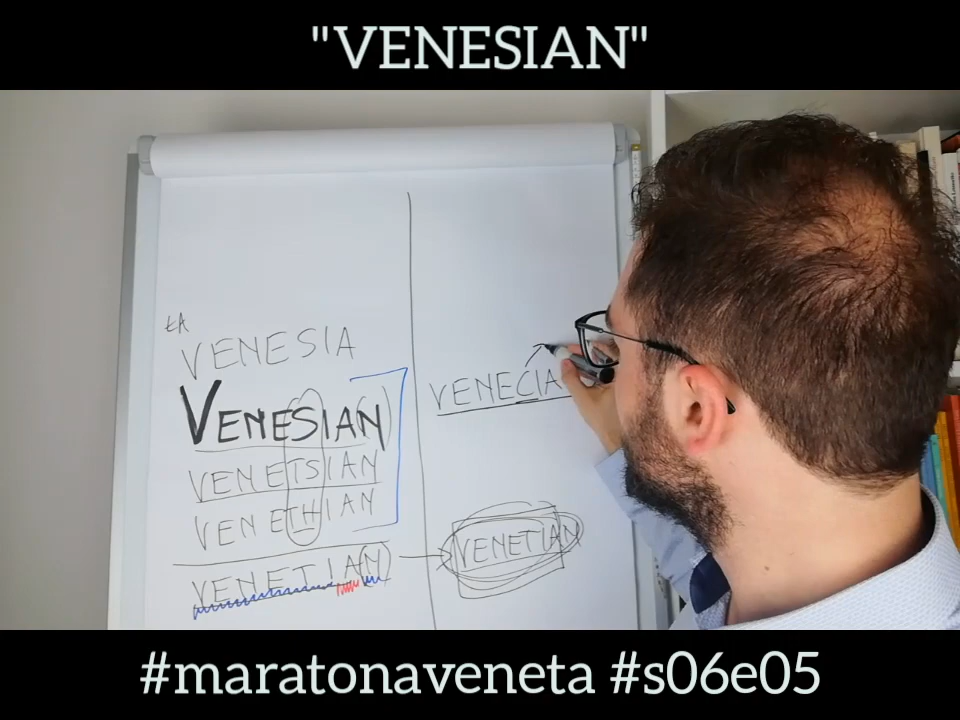 "VENESIAN"
LA
VENESIA
VENESIAN
VENETSIAN
VENETHIAN
VENETIAN
VENECIA
VENETIAN
#maratonaveneta #s06e05